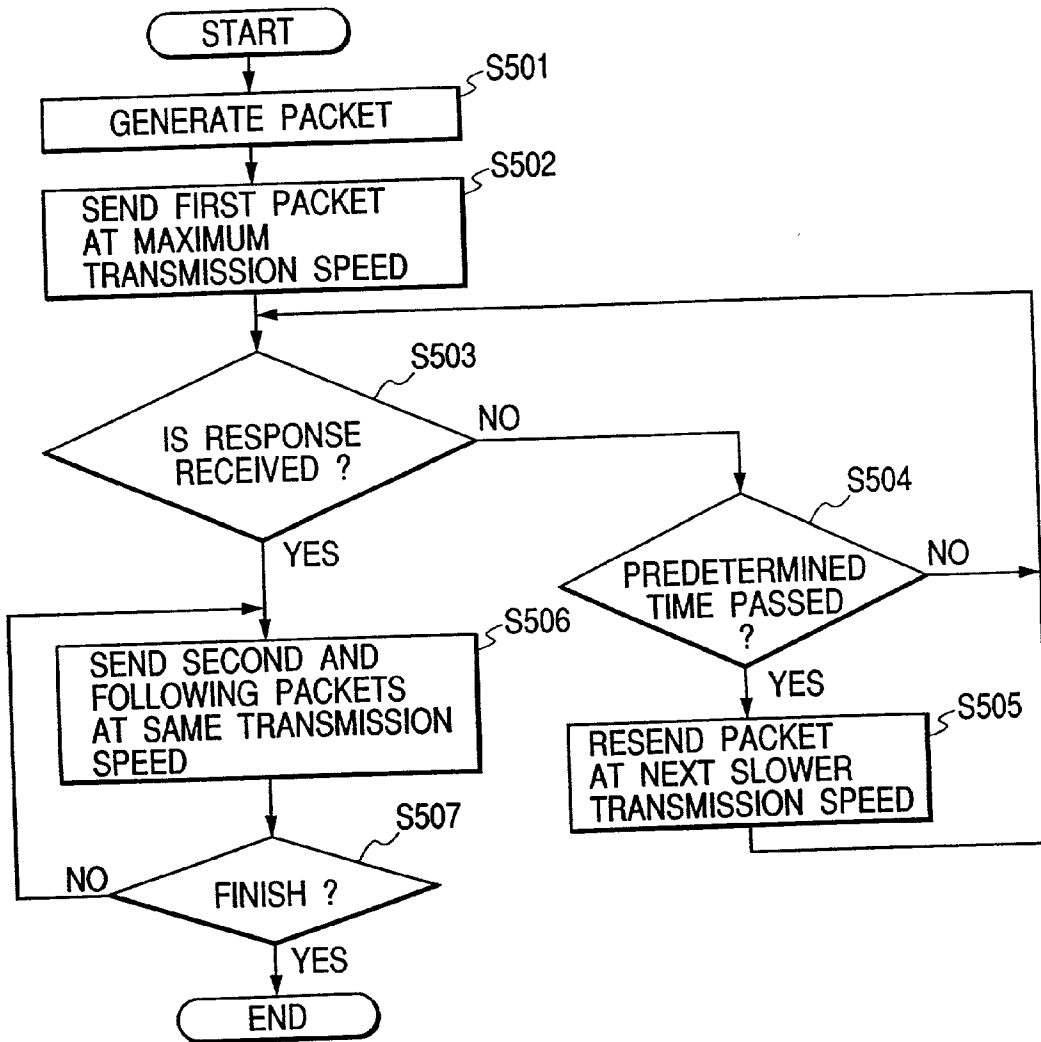 START
S501
GENERATE PACKET
S502
SEND FIRST PACKET
AT MAXIMUM
TRANSMISSION SPEED
S503
IS RESPONSE
RECEIVED ?
NO
YES
S504
PREDETERMINED
TIME PASSED
?
NO
YES
S505
RESEND PACKET
AT NEXT SLOWER
TRANSMISSION SPEED
S506
SEND SECOND AND
FOLLOWING PACKETS
AT SAME TRANSMISSION
SPEED
S507
FINISH ?
NO
YES
END